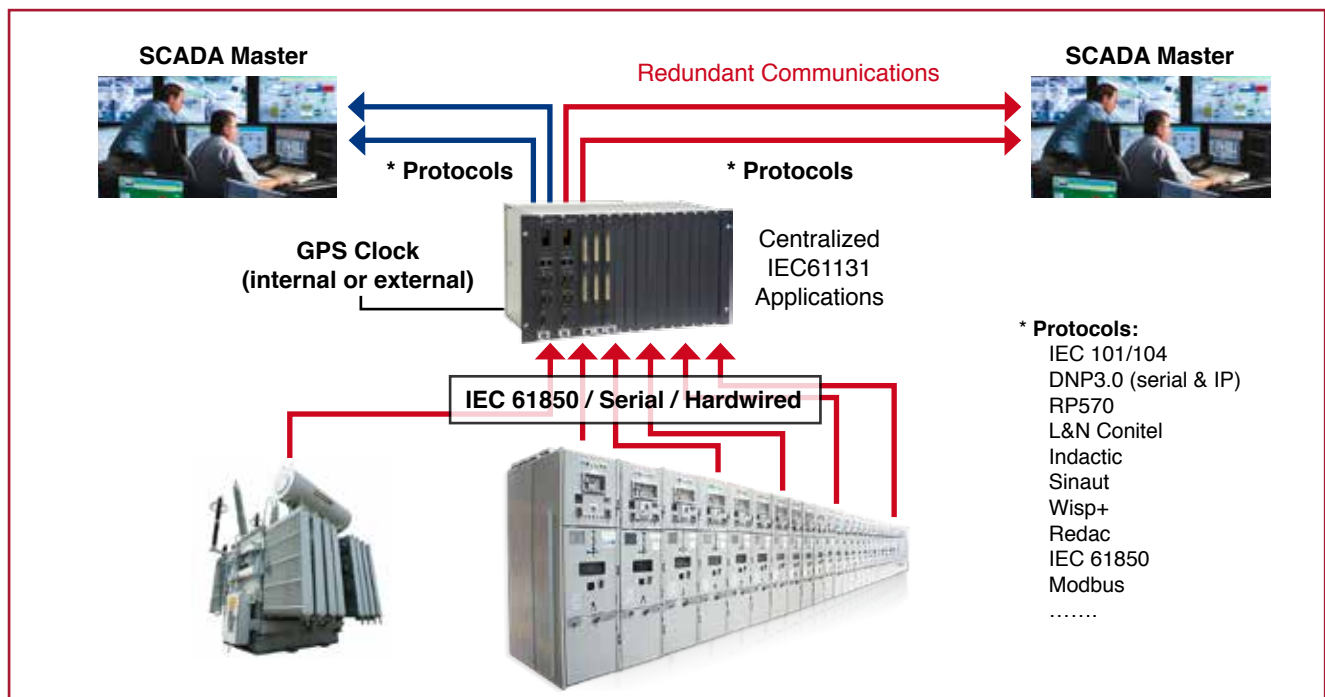 SCADA Master
SCADA Master
Redundant Communications
* Protocols
* Protocols
GPS Clock
(internal or external)
Centralized
IEC61131
Applications
IEC 61850 / Serial / Hardwired
* Protocols:
IEC 101/104
DNP3.0 (serial & IP)
RP570
L&N Conitel
Indactic
Sinaut
Wisp+
Redac
IEC 61850
Modbus
.......